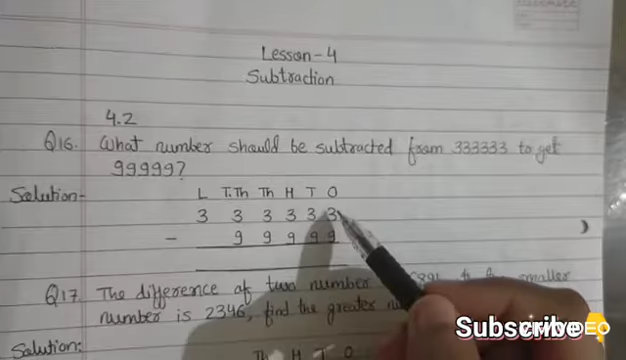 Lesson-4
Subtraction
4.2
Q16. What number should be subtracted from 333333 to get
99999?
Solution
L T.Th Th H T O
3 3 3 3 3 3
- 9 9 9 9 9
Q17. The difference of two number smaller
number is 2346, find the greater
Solution:
Th H T O
Subscribe